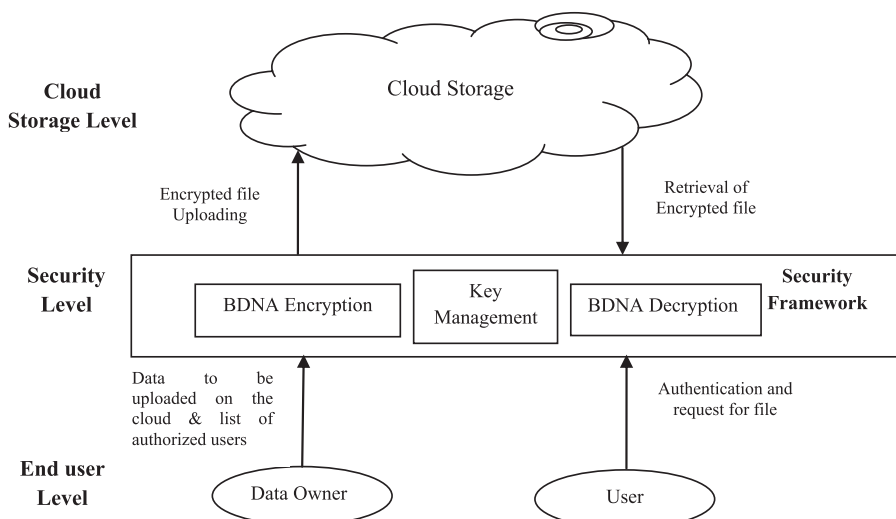 Cloud Storage
Cloud
Storage Level
Encrypted file
Uploading
Retrieval of
Encrypted file
Security
Level
BDNA Encryption
Key
Management
BDNA Decryption
Security
Framework
Data to be
uploaded on the
cloud & list of
authorized users
Authentication and
request for file
End user
Level
Data Owner
User